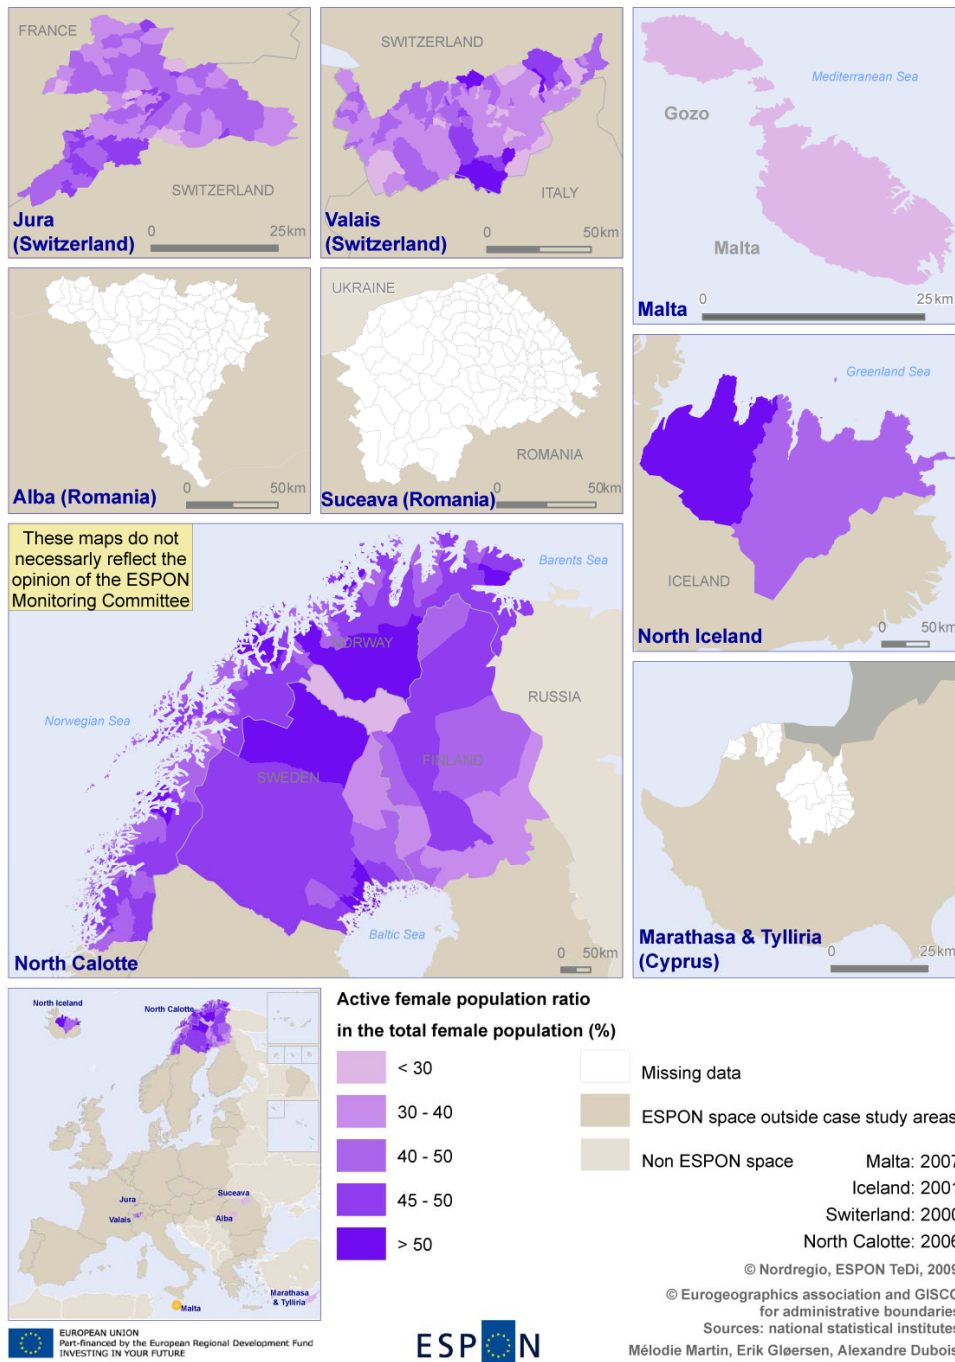 FRANCE
SWITZERLAND
Jura
(Switzerland)
0 25km
SWITZERLAND
ITALY
Valais
(Switzerland)
0 50km
Mediterranean Sea
Gozo
Malta
0 25km
Malta
Alba (Romania)
0 50km
UKRAINE
ROMANIA
Suceava (Romania)
0 50km
Greenland Sea
ICELAND
0 50km
North Iceland
These maps do not
necessarly reflect the
opinion of the ESPON
Monitoring Committee
Barents Sea
NORWAY
RUSSIA
Norwegian Sea
SWEDEN
FINLAND
Baltic Sea
0 50km
North Calotte
Marathasa & Tylliria
(Cyprus)
0 25km
North Iceland
North Calotte
Jura
Suceava
Valais
Alba
Marathasa
& Tylliria
Malta
Active female population ratio
in the total female population (%)
< 30
30 - 40
40 - 50
45 - 50
> 50
Missing data
ESPON space outside case study areas
Non ESPON space
Malta: 2007
Iceland: 2001
Switerland: 2000
North Calotte: 2006
© Nordregio, ESPON TeDi, 2009
© Eurogeographics association and GISCO
for administrative boundaries
Sources: national statistical institutes
Mélodie Martin, Erik Gløersen, Alexandre Dubois
EUROPEAN UNION
Part-financed by the European Regional Development Fund
INVESTING IN YOUR FUTURE
ESPON